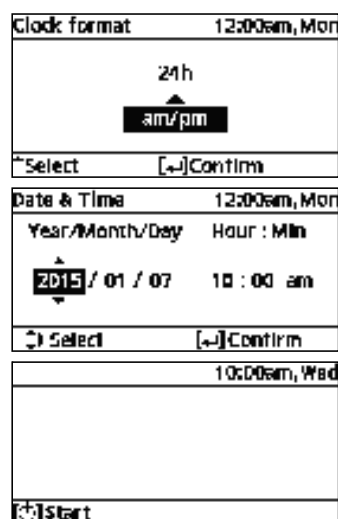 Clock format 12:00am, Mon
24h
am/pm
Select [↵]Confirm
Date & Time 12:00am, Mon
Year/Month/Day Hour : Min
2015 / 01 / 07 10 : 00 am
Select [↵]Confirm
10:00am, Wed
[⏻]Start